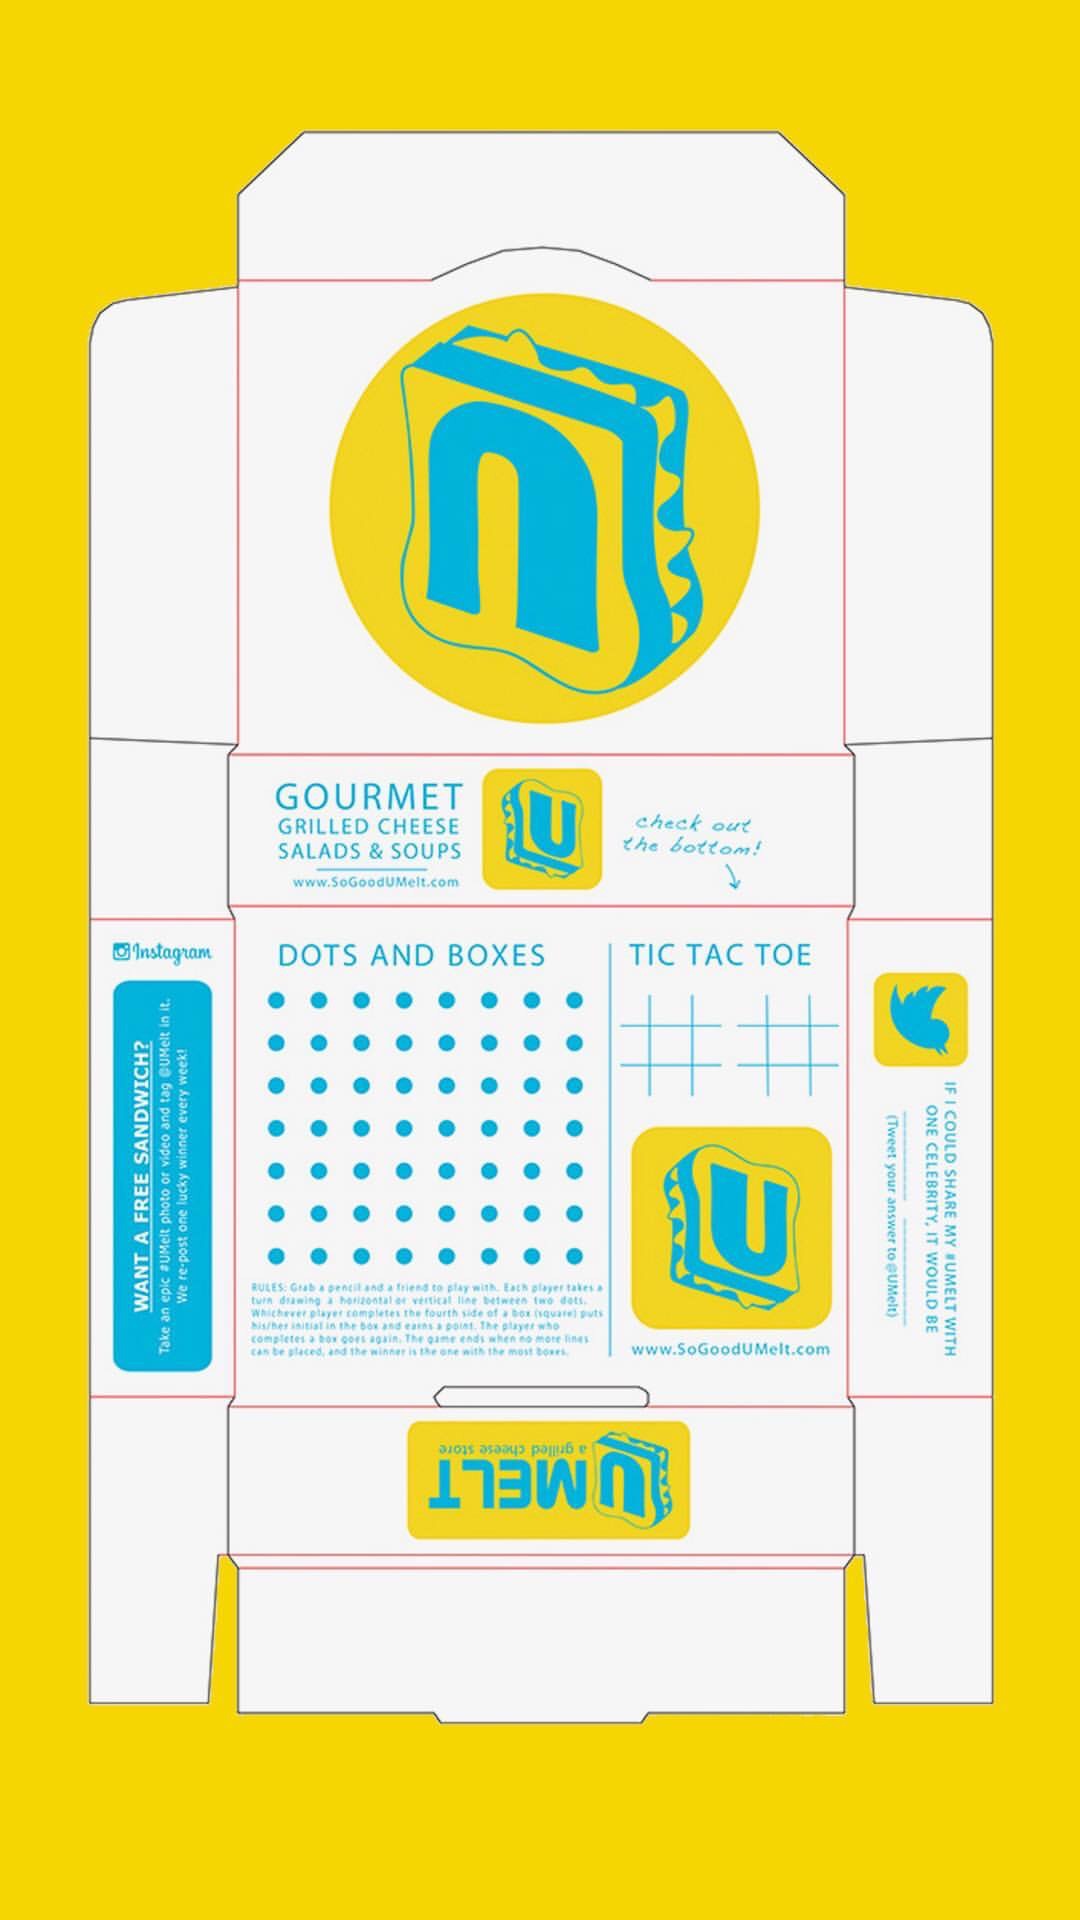 U
GOURMET
GRILLED CHEESE
SALADS & SOUPS
www.SoGoodUMelt.com
U
check out
the bottom!
Instagram
WANT A FREE SANDWICH?
Take an epic #UMelt photo or video and tag @UMelt in it.
We re-post one lucky winner every week!
DOTS AND BOXES
RULES: Grab a pencil and a friend to play with. Each player takes a
turn drawing a horizontal or vertical line between two dots.
Whichever player completes the fourth side of a box (square) puts
his/her initial in the box and earns a point. The player who
completes a box goes again. The game ends when no more lines
can be placed, and the winner is the one with the most boxes.
TIC TAC TOE
U
www.SoGoodUMelt.com
IF I COULD SHARE MY #UMELT WITH
ONE CELEBRITY, IT WOULD BE
(Tweet your answer to @UMelt)
UMELT
a grilled cheese store